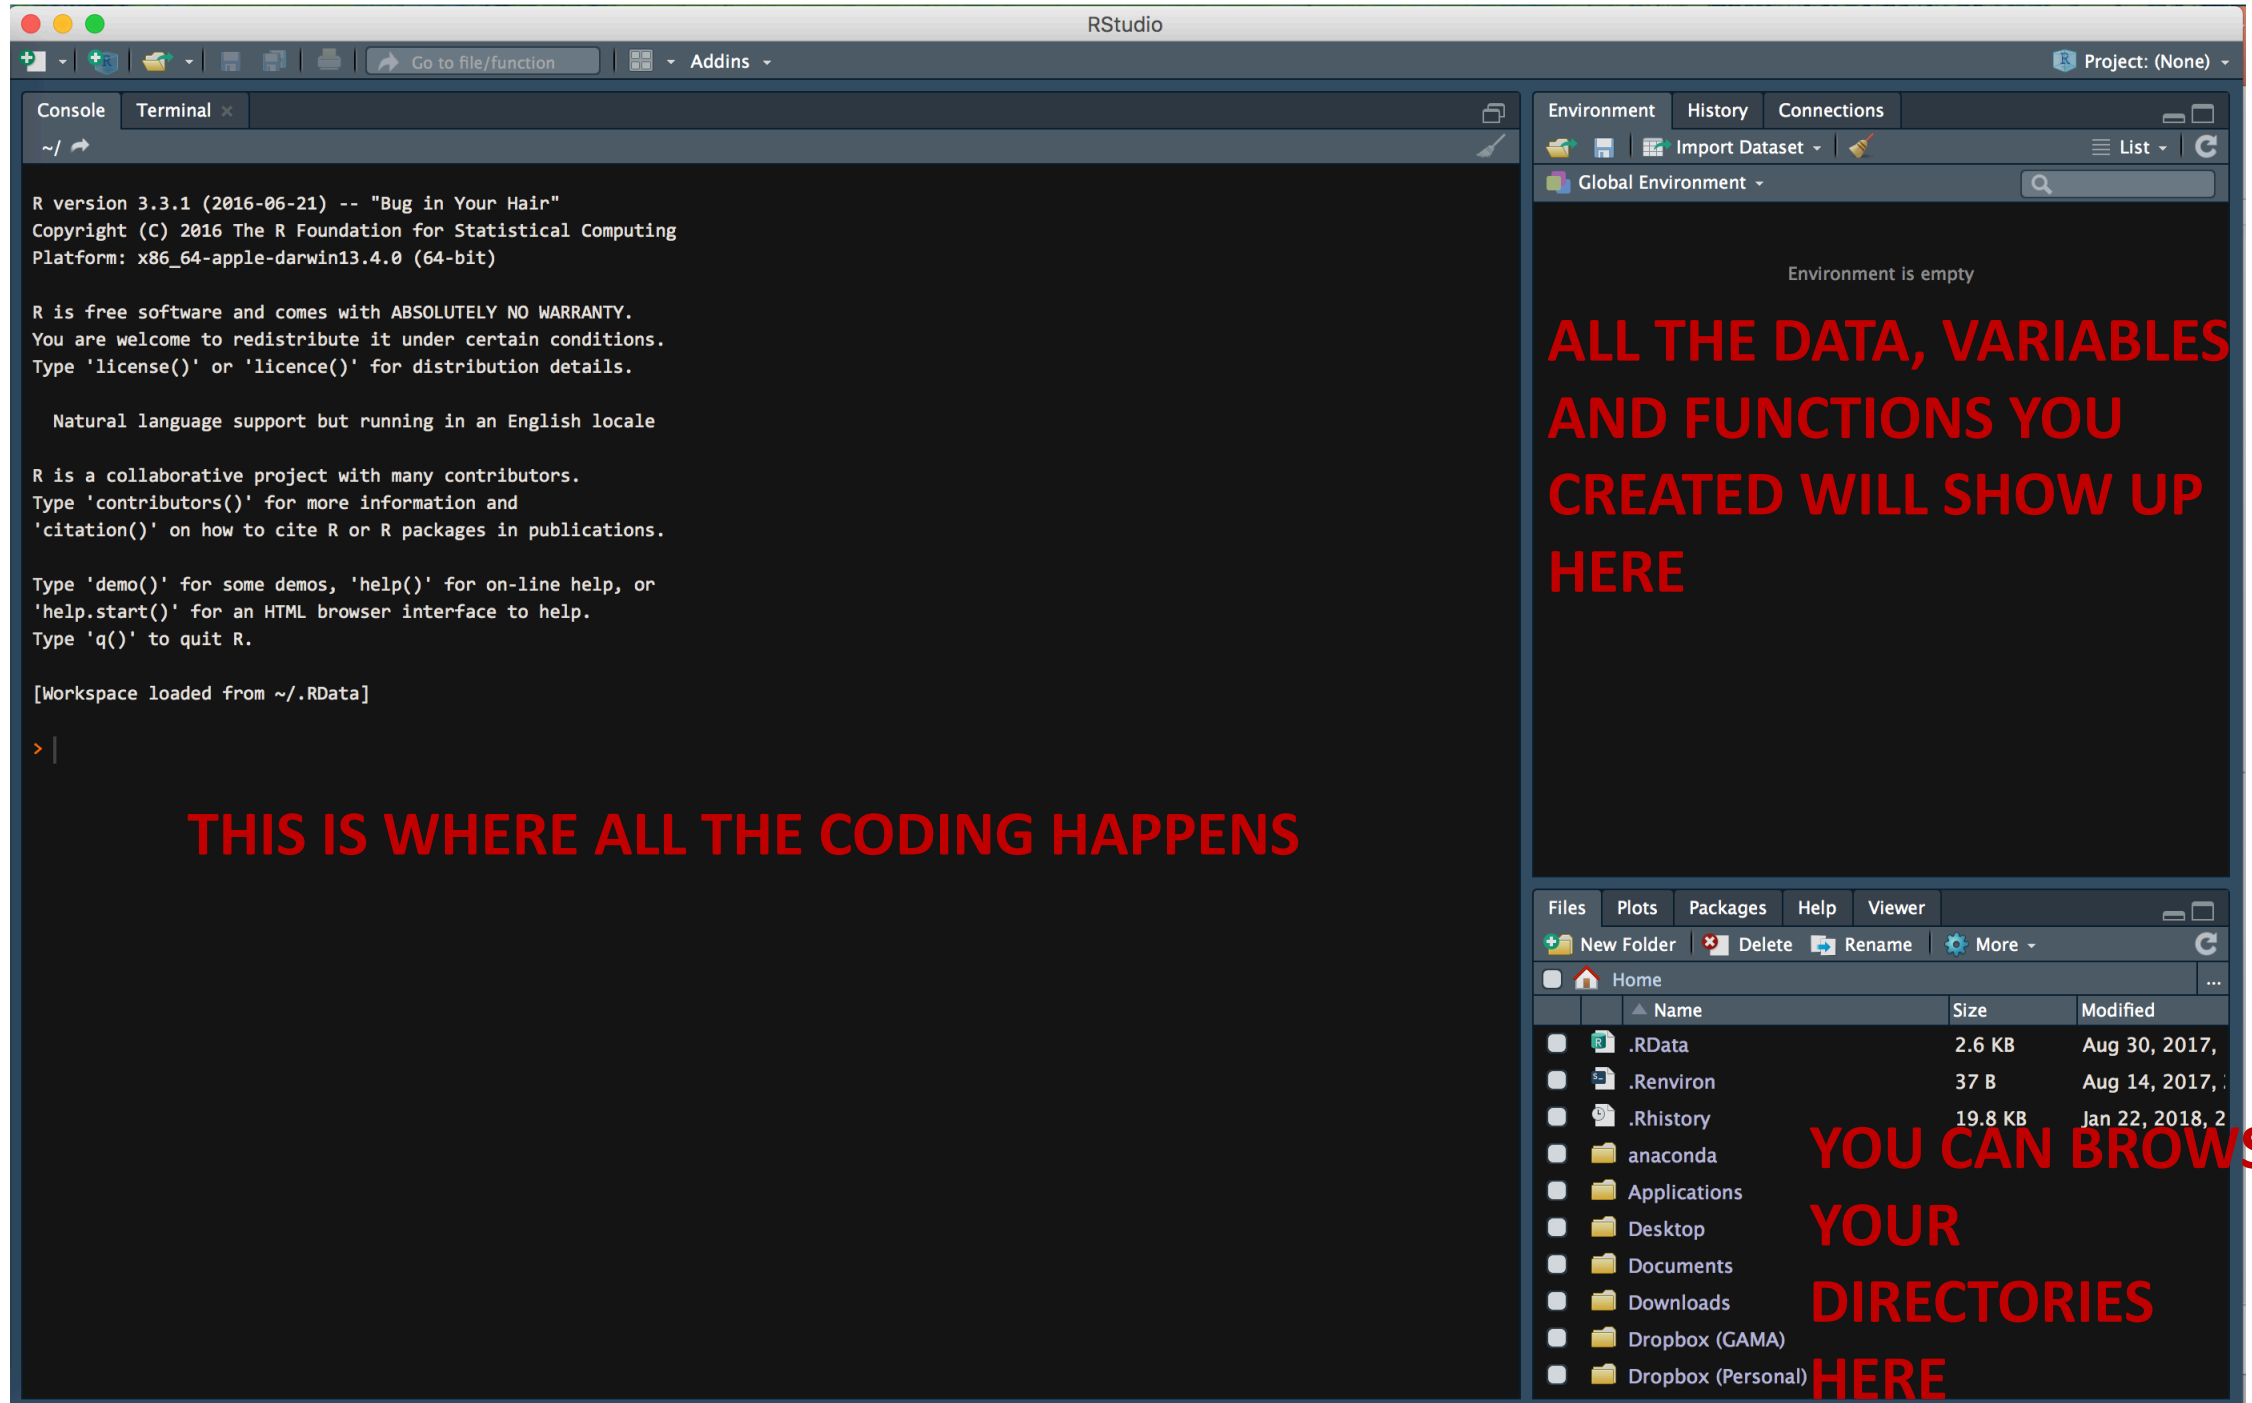 RStudio
Go to file/function
Addins
Project: (None)
Console Terminal
~/
R version 3.3.1 (2016-06-21) -- "Bug in Your Hair"
Copyright (C) 2016 The R Foundation for Statistical Computing
Platform: x86_64-apple-darwin13.4.0 (64-bit)
R is free software and comes with ABSOLUTELY NO WARRANTY.
You are welcome to redistribute it under certain conditions.
Type 'license()' or 'licence()' for distribution details.
Natural language support but running in an English locale
R is a collaborative project with many contributors.
Type 'contributors()' for more information and
'citation()' on how to cite R or R packages in publications.
Type 'demo()' for some demos, 'help()' for on-line help, or
'help.start()' for an HTML browser interface to help.
Type 'q()' to quit R.
[Workspace loaded from ~/.RData]
>
THIS IS WHERE ALL THE CODING HAPPENS
Environment History Connections
Import Dataset List
Global Environment
Environment is empty
ALL THE DATA, VARIABLES
AND FUNCTIONS YOU
CREATED WILL SHOW UP
HERE
Files Plots Packages Help Viewer
New Folder Delete Rename More
Home ...
Name Size Modified
.RData 2.6 KB Aug 30, 2017,
.Renviron 37 B Aug 14, 2017,
.Rhistory 19.8 KB Jan 22, 2018, 2
anaconda
Applications
Desktop
Documents
Downloads
Dropbox (GAMA)
Dropbox (Personal)
YOU CAN BROWS
YOUR
DIRECTORIES
HERE